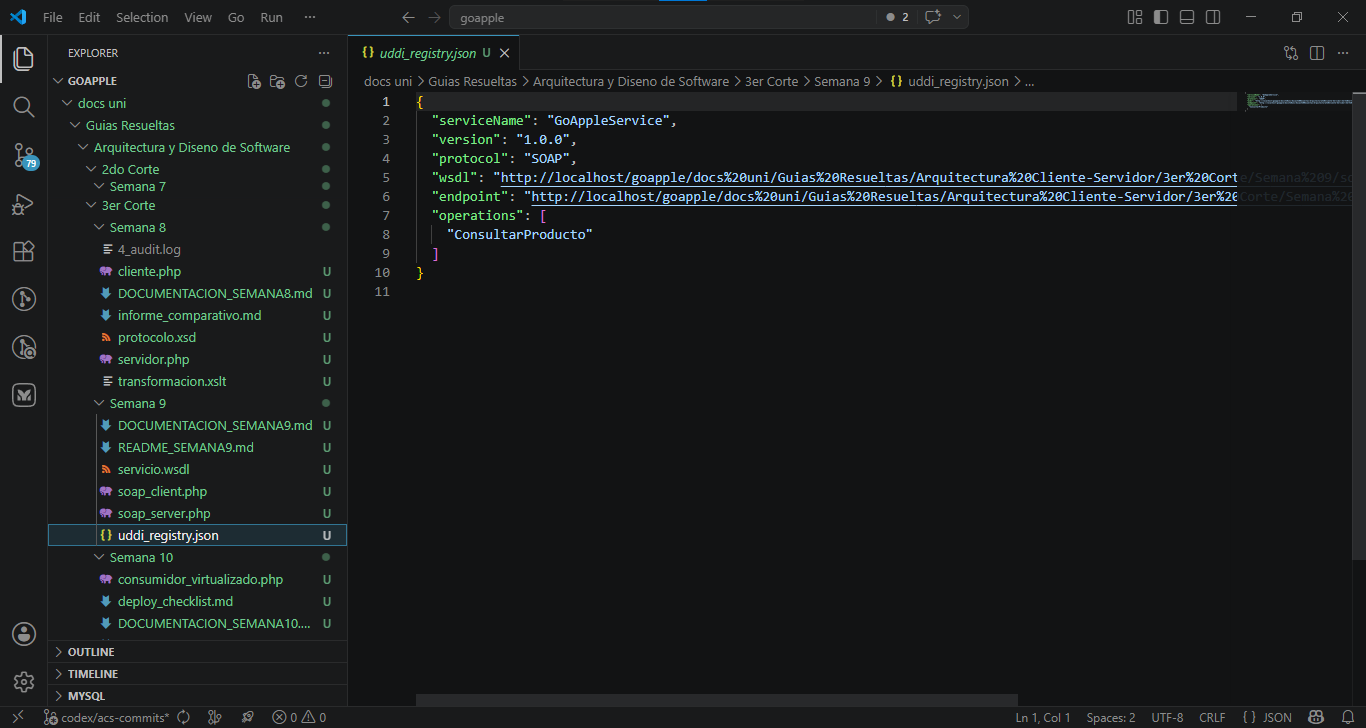 File Edit Selection View Go Run ··· goapple 2
EXPLORER ···
GOAPPLE
docs uni
Guias Resueltas
Arquitectura y Diseno de Software
2do Corte
Semana 7
3er Corte
Semana 8
4_audit.log
cliente.php U
DOCUMENTACION_SEMANA8.md U
informe_comparativo.md U
protocolo.xsd U
servidor.php U
transformacion.xslt U
Semana 9
DOCUMENTACION_SEMANA9.md U
README_SEMANA9.md U
servicio.wsdl U
soap_client.php U
soap_server.php U
{} uddi_registry.json U
Semana 10
consumidor_virtualizado.php U
deploy_checklist.md U
DOCUMENTACION_SEMANA10.... U
OUTLINE
TIMELINE
MYSQL
79
{} uddi_registry.json U
docs uni > Guias Resueltas > Arquitectura y Diseno de Software > 3er Corte > Semana 9 > {} uddi_registry.json > ...
1 {
2 "serviceName": "GoAppleService",
3 "version": "1.0.0",
4 "protocol": "SOAP",
5 "wsdl": "http://localhost/goapple/docs%20uni/Guias%20Resueltas/Arquitectura%20Cliente-Servidor/3er%20Corte/Semana%209/so
6 "endpoint": "http://localhost/goapple/docs%20uni/Guias%20Resueltas/Arquitectura%20Cliente-Servidor/3er%20Corte/Semana%20
7 "operations": [
8 "ConsultarProducto"
9 ]
10 }
11
codex/acs-commits* 0 0 Ln 1, Col 1 Spaces: 2 UTF-8 CRLF {} JSON